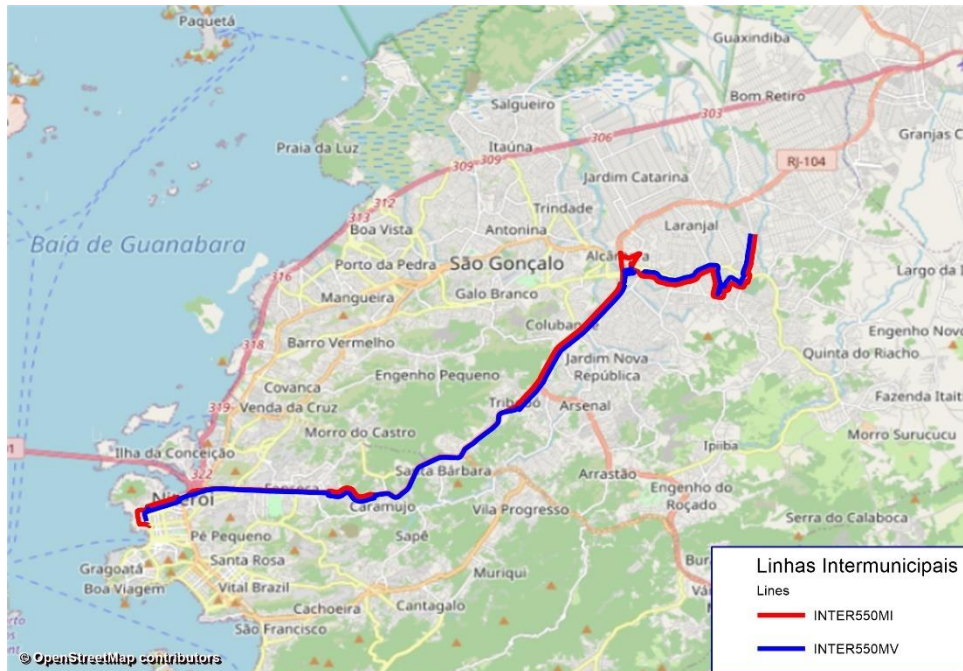 Paquetá
Guaxindiba
Salgueiro
Bom Retiro
303
306
Granjas C
Praia da Luz
Itaúna
309
309
RJ-104
Jardim Catarina
312
313
Trindade
Boa Vista
Antonina
Laranjal
Baía de Guanabara
Porto da Pedra
São Gonçalo
316
Largo da I
Mangueira
Galo Branco
318
Barro Vermelho
Engenho Novo
Jardim Nova
República
Quinta do Riacho
Covanca
Engenho Pequeno
319
Venda da Cruz
Arsenal
Fazenda Itait
Morro do Castro
Ilha da Conceição
Ipiíba
Morro Surucucu
322
Santa Bárbara
Arrastão
Engenho do
Roçado
Niterói
Caramujo
Vila Progresso
Serra do Calaboca
Pé Pequeno
Sapê
Gragoatá
Santa Rosa
Boa Viagem
Vital Brazil
Muriqui
Cachoeira
Cantagalo
São Francisco
Linhas Intermunicipais
Lines
INTER550MI
INTER550MV
© OpenStreetMap contributors